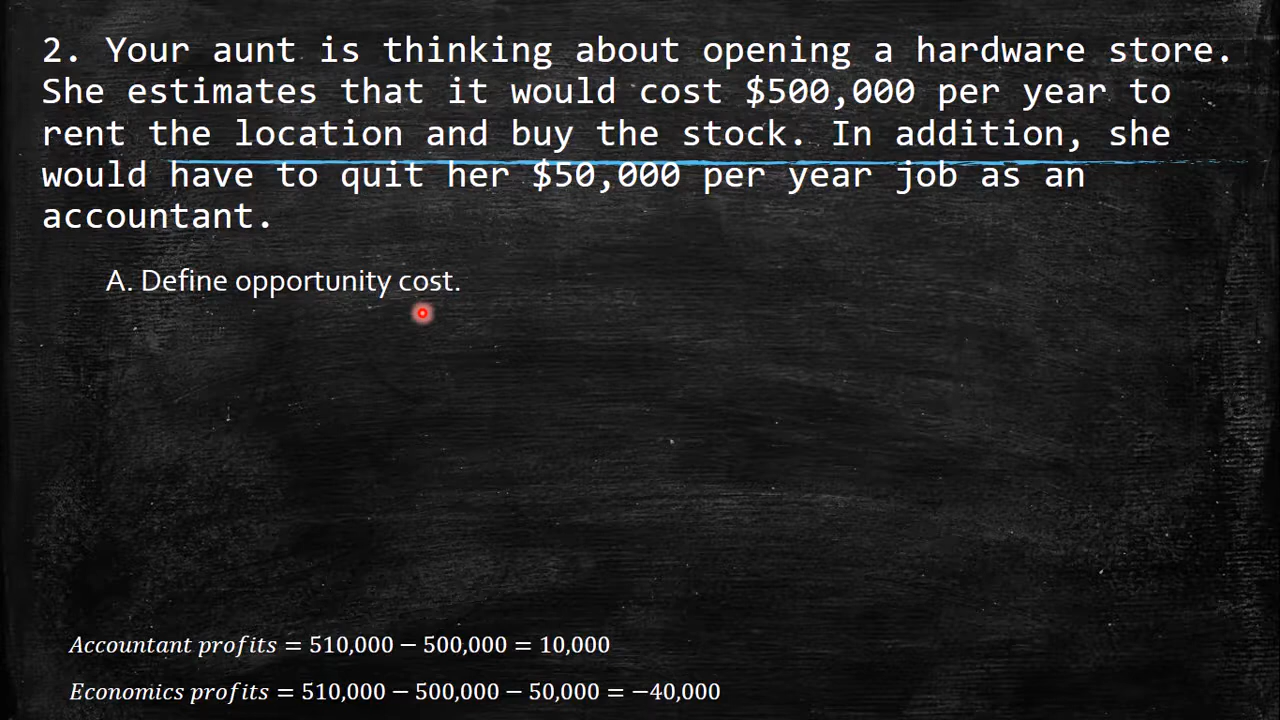 2. Your aunt is thinking about opening a hardware store.
She estimates that it would cost $500,000 per year to
rent the location and buy the stock. In addition, she
would have to quit her $50,000 per year job as an
accountant.
A. Define opportunity cost.
Accountant profits = 510,000 − 500,000 = 10,000
Economics profits = 510,000 − 500,000 − 50,000 = −40,000